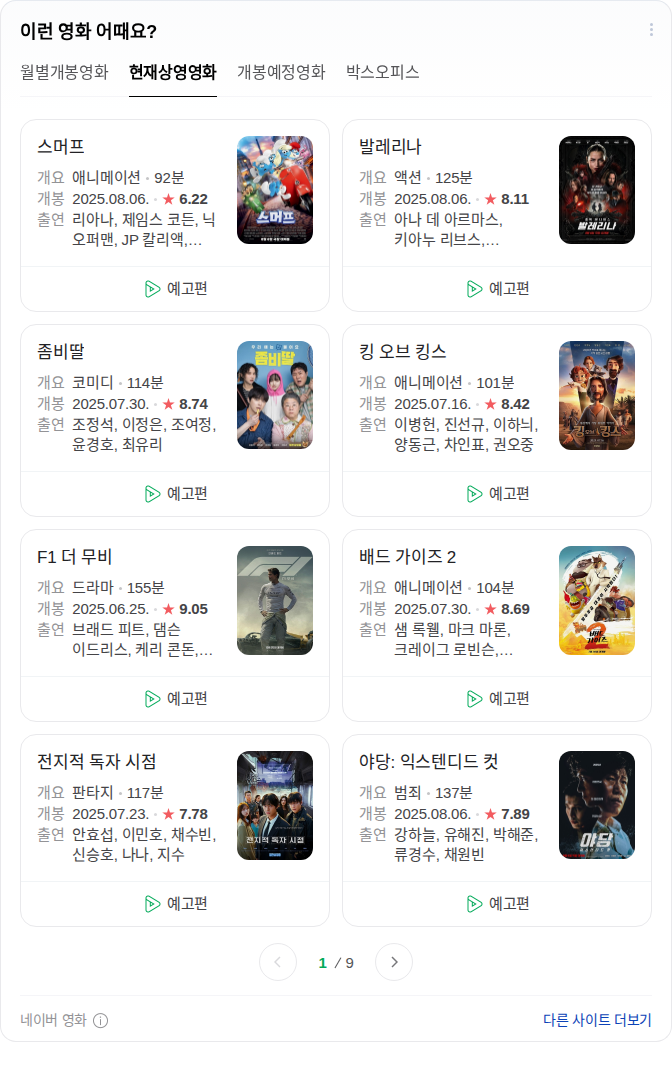 이런 영화 어때요?
월별개봉영화 현재상영영화 개봉예정영화 박스오피스
스머프
개요 애니메이션 92분
개봉 2025.08.06. ★ 6.22
출연 리아나, 제임스 코든, 닉
오퍼맨, JP 칼리액,...
스머프
예고편
발레리나
개요 액션 125분
개봉 2025.08.06. ★ 8.11
출연 아나 데 아르마스,
키아누 리브스,...
발레리나
예고편
좀비딸
개요 코미디 114분
개봉 2025.07.30. ★ 8.74
출연 조정석, 이정은, 조여정,
윤경호, 최유리
좀비딸
예고편
킹 오브 킹스
개요 애니메이션 101분
개봉 2025.07.16. ★ 8.42
출연 이병헌, 진선규, 이하늬,
양동근, 차인표, 권오중
킹 오브 킹스
예고편
F1 더 무비
개요 드라마 155분
개봉 2025.06.25. ★ 9.05
출연 브래드 피트, 댐슨
이드리스, 케리 콘돈,...
F1
예고편
배드 가이즈 2
개요 애니메이션 104분
개봉 2025.07.30. ★ 8.69
출연 샘 록웰, 마크 마론,
크레이그 로빈슨,...
배드 가이즈 2
예고편
전지적 독자 시점
개요 판타지 117분
개봉 2025.07.23. ★ 7.78
출연 안효섭, 이민호, 채수빈,
신승호, 나나, 지수
전지적 독자 시점
예고편
야당: 익스텐디드 컷
개요 범죄 137분
개봉 2025.08.06. ★ 7.89
출연 강하늘, 유해진, 박해준,
류경수, 채원빈
야당
예고편
1 / 9
네이버 영화
다른 사이트 더보기